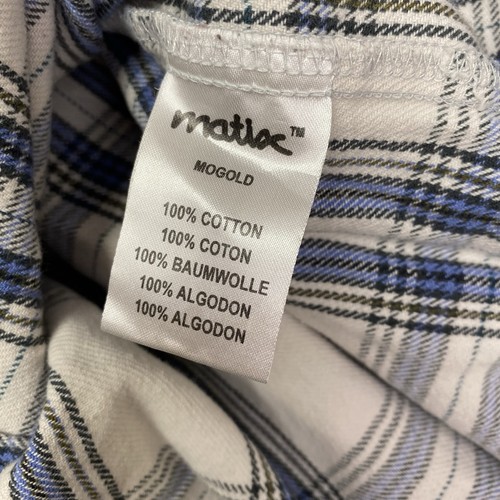 matix™
MOGOLD
100% COTTON
100% COTON
100% BAUMWOLLE
100% ALGODON
100% ALGODON